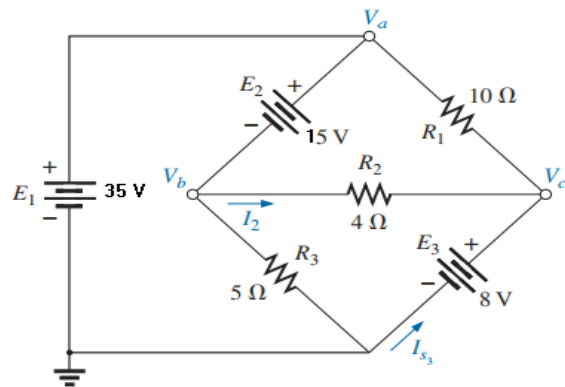 Va
+
E2
-
15 V
10 Ω
R1
+
E1
-
35 V
Vb
I2
R2
4 Ω
Vc
R3
5 Ω
E3
+
-
8 V
Is3